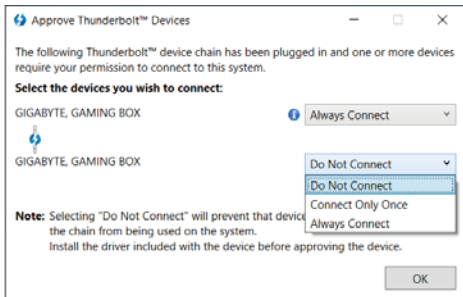 Approve Thunderbolt™ Devices
The following Thunderbolt™ device chain has been plugged in and one or more devices
require your permission to connect to this system.
Select the devices you wish to connect:
GIGABYTE, GAMING BOX
Always Connect
GIGABYTE, GAMING BOX
Do Not Connect
Do Not Connect
Connect Only Once
Always Connect
Note: Selecting "Do Not Connect" will prevent that device
the chain from being used on the system.
Install the driver included with the device before approving the device.
OK